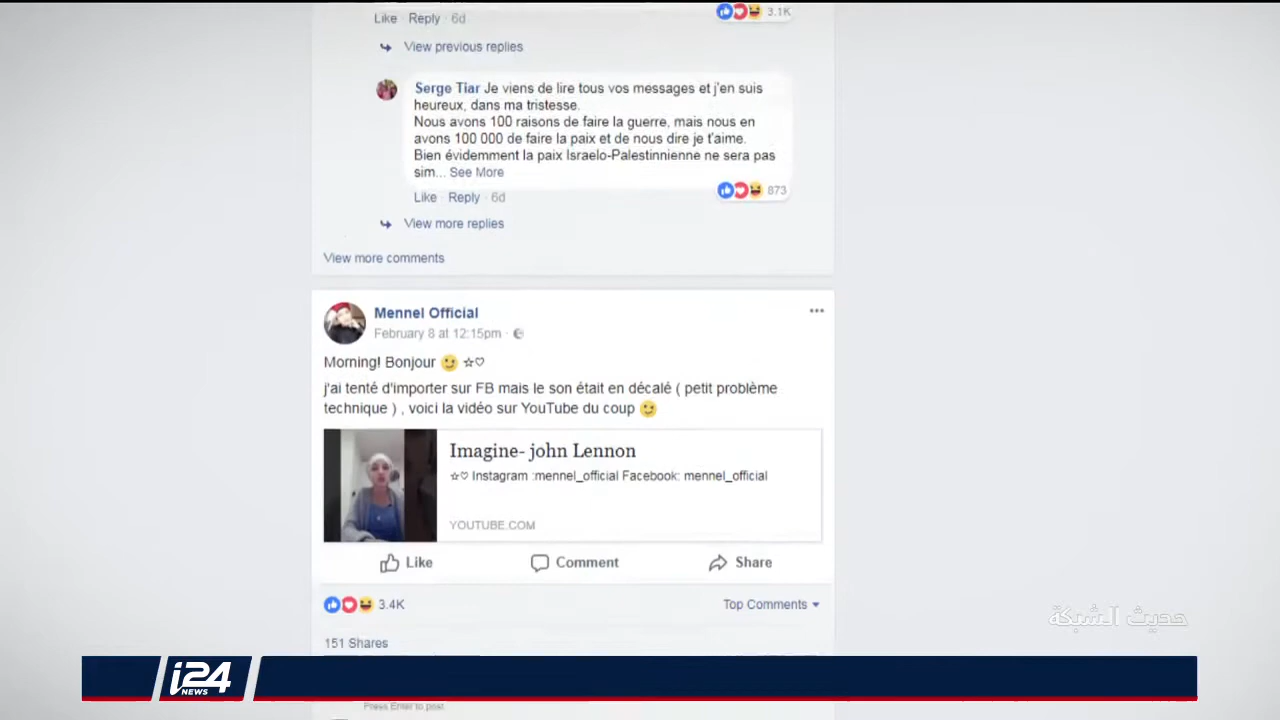 Like · Reply · 6d
3.1K
View previous replies
Serge Tiar Je viens de lire tous vos messages et j'en suis
heureux, dans ma tristesse.
Nous avons 100 raisons de faire la guerre, mais nous en
avons 100 000 de faire la paix et de nous dire je t'aime.
Bien évidemment la paix Israelo-Palestinnienne ne sera pas
sim... See More
873
Like · Reply · 6d
View more replies
View more comments
Mennel Official
February 8 at 12:15pm ·
Morning! Bonjour 😉 ☆♡
j'ai tenté d'importer sur FB mais le son était en décalé ( petit problème
technique ) , voici la vidéo sur YouTube du coup 😉
Imagine- john Lennon
☆♡ Instagram :mennel_official Facebook: mennel_official
YOUTUBE.COM
Like
Comment
Share
3.4K
Top Comments
151 Shares
حديث الشبكة
i24
NEWS
Press Enter to post.